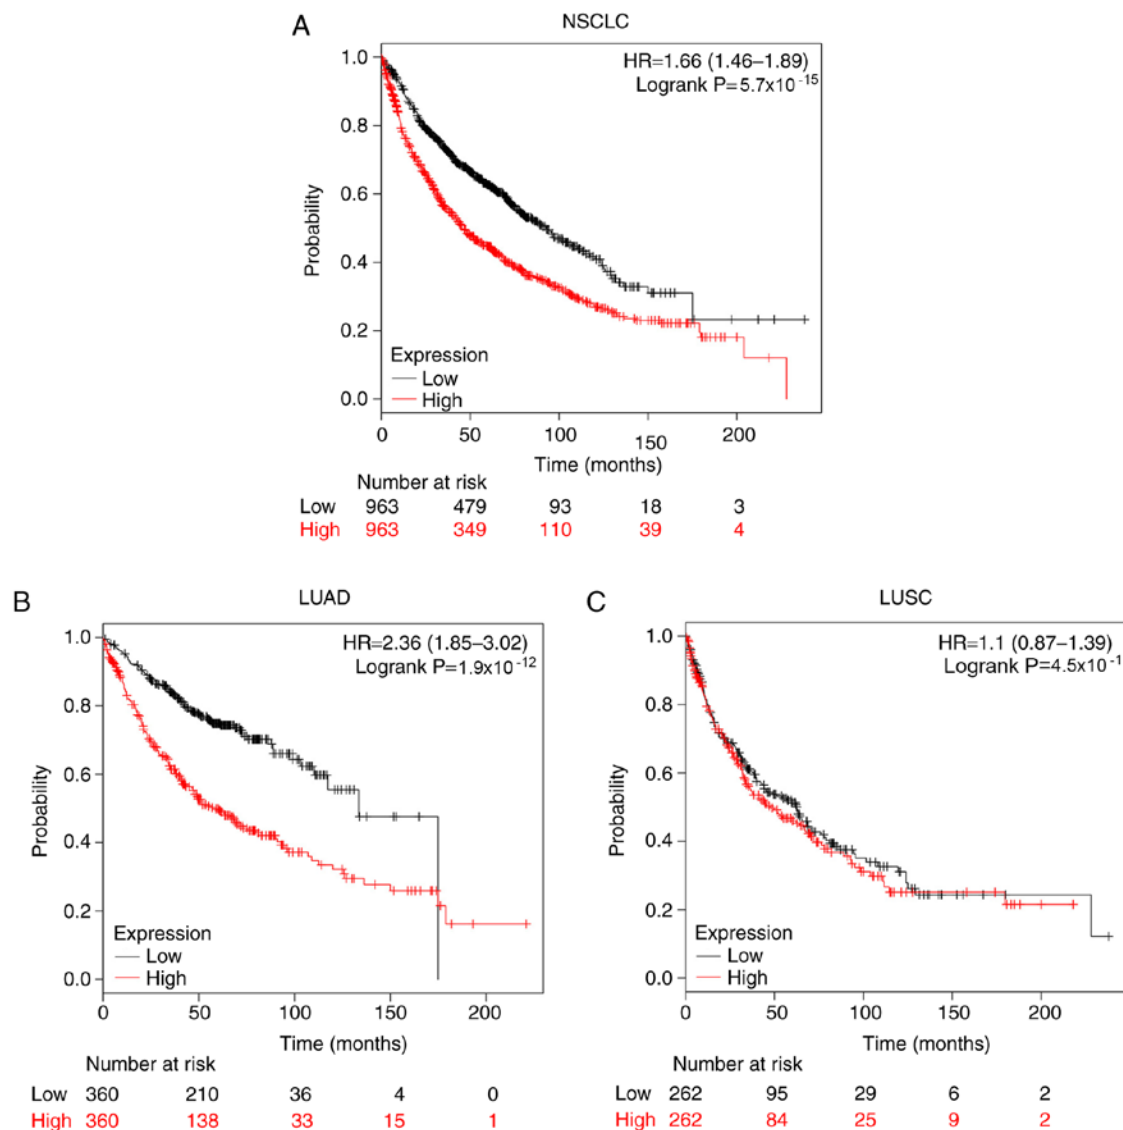 A
NSCLC
HR=1.66 (1.46–1.89)
Logrank P=5.7x10-15
1.0
0.8
0.6
0.4
0.2
0.0
Probability
Expression
Low
High
0 50 100 150 200
Time (months)
Number at risk
Low 963 479 93 18 3
High 963 349 110 39 4
B
LUAD
HR=2.36 (1.85–3.02)
Logrank P=1.9x10-12
1.0
0.8
0.6
0.4
0.2
0.0
Probability
Expression
Low
High
0 50 100 150 200
Time (months)
Number at risk
Low 360 210 36 4 0
High 360 138 33 15 1
C
LUSC
HR=1.1 (0.87–1.39)
Logrank P=4.5x10-1
1.0
0.8
0.6
0.4
0.2
0.0
Probability
Expression
Low
High
0 50 100 150 200
Time (months)
Number at risk
Low 262 95 29 6 2
High 262 84 25 9 2